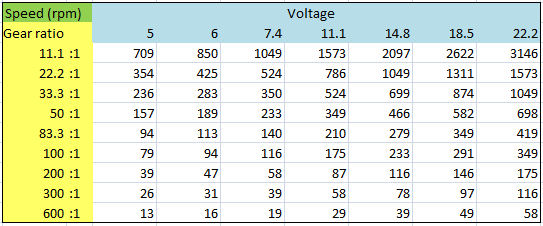 Speed (rpm) Voltage
Gear ratio 5 6 7.4 11.1 14.8 18.5 22.2
11.1 :1 709 850 1049 1573 2097 2622 3146
22.2 :1 354 425 524 786 1049 1311 1573
33.3 :1 236 283 350 524 699 874 1049
50 :1 157 189 233 349 466 582 698
83.3 :1 94 113 140 210 279 349 419
100 :1 79 94 116 175 233 291 349
200 :1 39 47 58 87 116 146 175
300 :1 26 31 39 58 78 97 116
600 :1 13 16 19 29 39 49 58